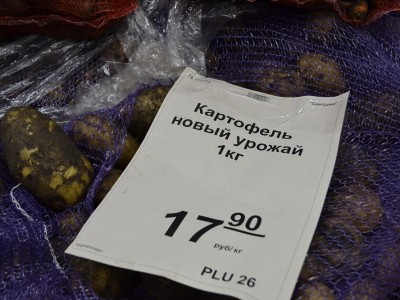 Картофель
новый урожай
1кг
17 90
руб/кг
PLU 26